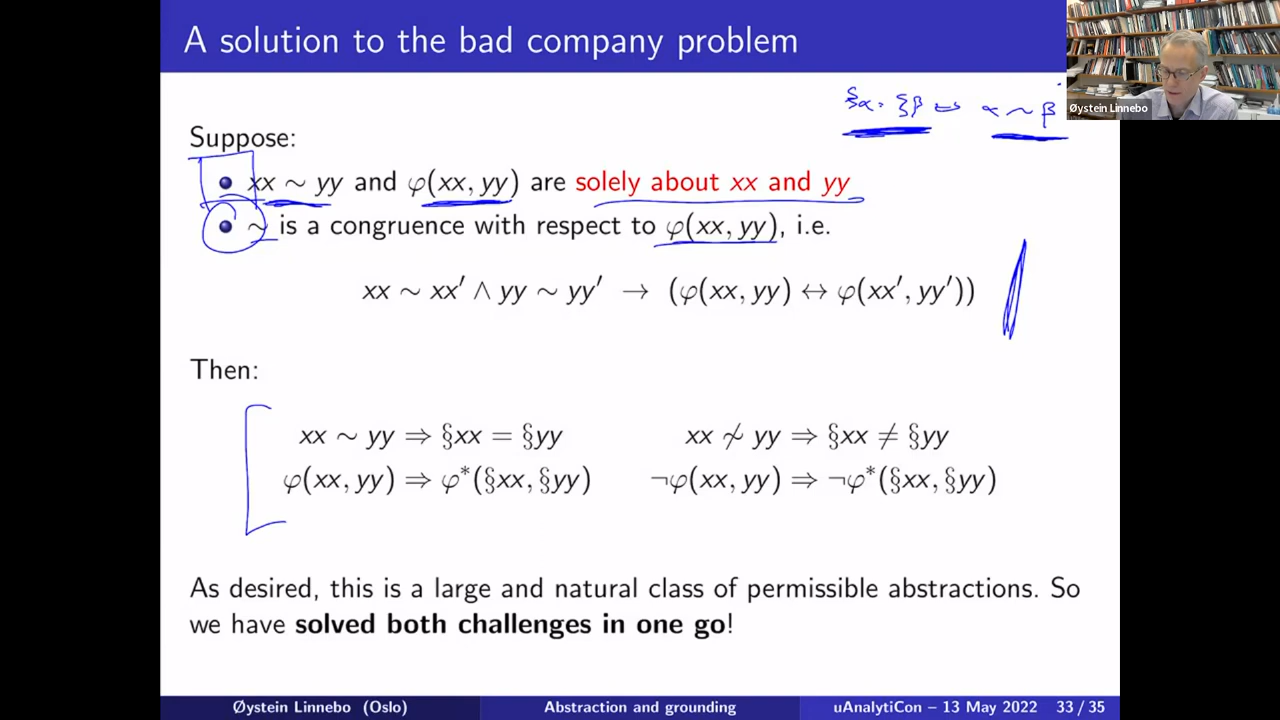 A solution to the bad company problem
§α = §β ⇔ α ~ β
Øystein Linnebo
Suppose:
xx ∼ yy and φ(xx, yy) are solely about xx and yy
∼ is a congruence with respect to φ(xx, yy), i.e.
xx ∼ xx′ ∧ yy ∼ yy′ → (φ(xx, yy) ↔ φ(xx′, yy′))
Then:
xx ∼ yy ⇒ §xx = §yy xx ≁ yy ⇒ §xx ≠ §yy
φ(xx, yy) ⇒ φ*(§xx, §yy) ¬φ(xx, yy) ⇒ ¬φ*(§xx, §yy)
As desired, this is a large and natural class of permissible abstractions. So
we have solved both challenges in one go!
Øystein Linnebo (Oslo) Abstraction and grounding uAnalytiCon – 13 May 2022 33 / 35